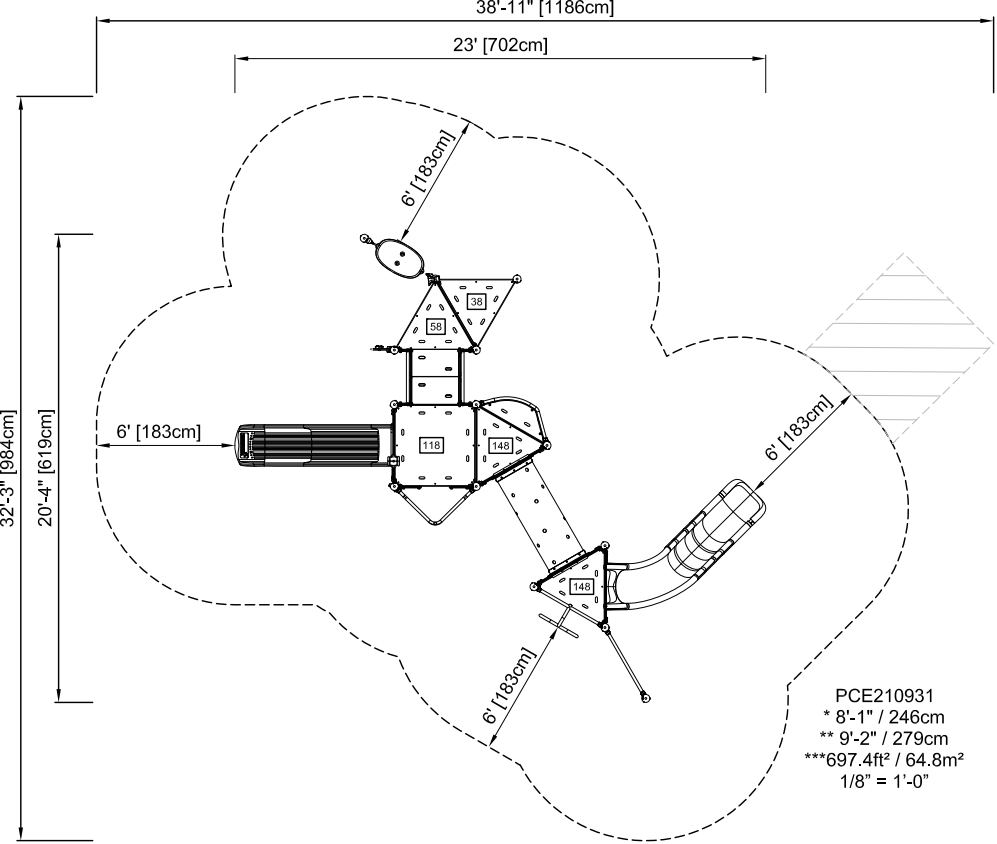 38'-11" [1186cm]
23' [702cm]
6' [183cm]
38
58
32'-3" [984cm]
20'-4" [619cm]
6' [183cm]
118
148
6' [183cm]
148
6' [183cm]
PCE210931
* 8'-1" / 246cm
** 9'-2" / 279cm
***697.4ft² / 64.8m²
1/8” = 1’-0”